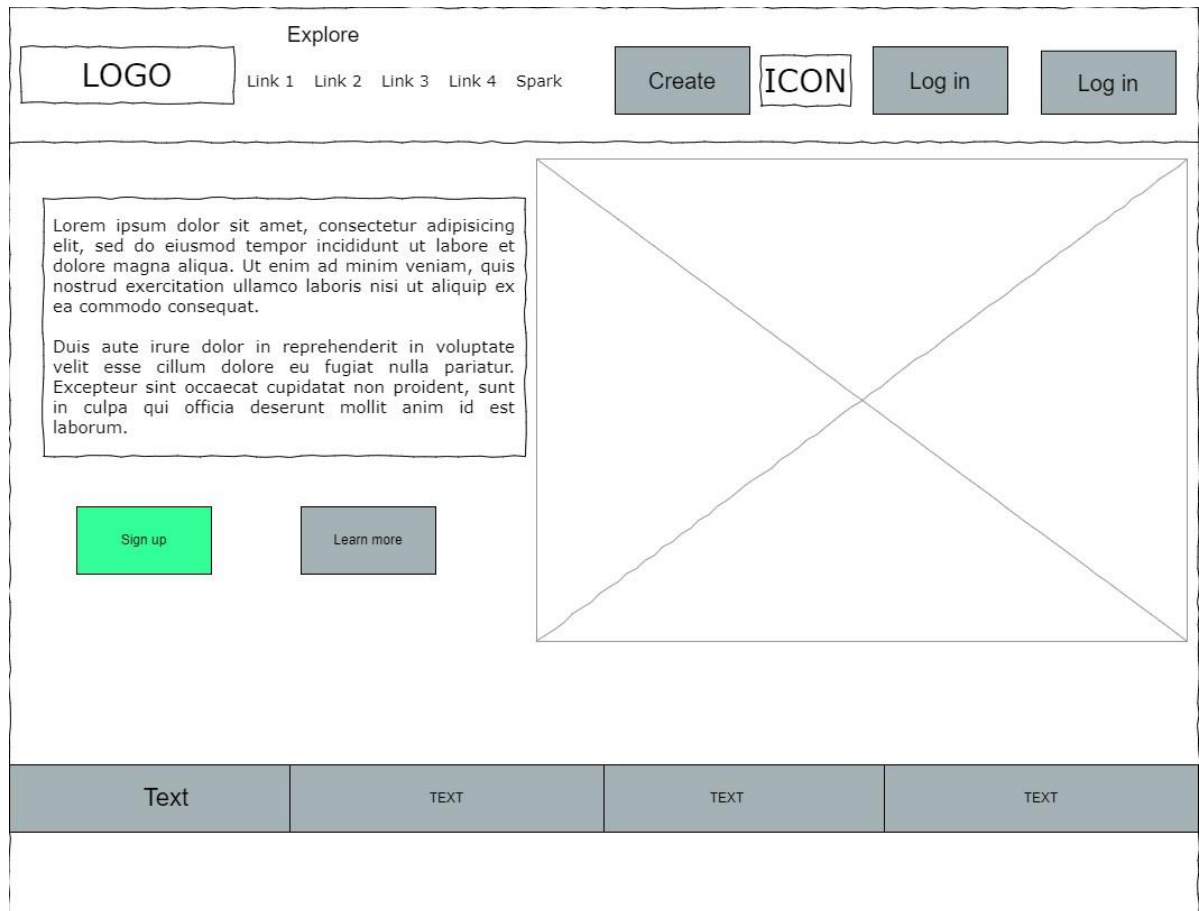 Explore
LOGO
Link 1 Link 2 Link 3 Link 4 Spark
Create
ICON
Log in
Log in
Lorem ipsum dolor sit amet, consectetur adipisicing
elit, sed do eiusmod tempor incididunt ut labore et
dolore magna aliqua. Ut enim ad minim veniam, quis
nostrud exercitation ullamco laboris nisi ut aliquip ex
ea commodo consequat.
Duis aute irure dolor in reprehenderit in voluptate
velit esse cillum dolore eu fugiat nulla pariatur.
Excepteur sint occaecat cupidatat non proident, sunt
in culpa qui officia deserunt mollit anim id est
laborum.
Sign up
Learn more
Text
TEXT
TEXT
TEXT